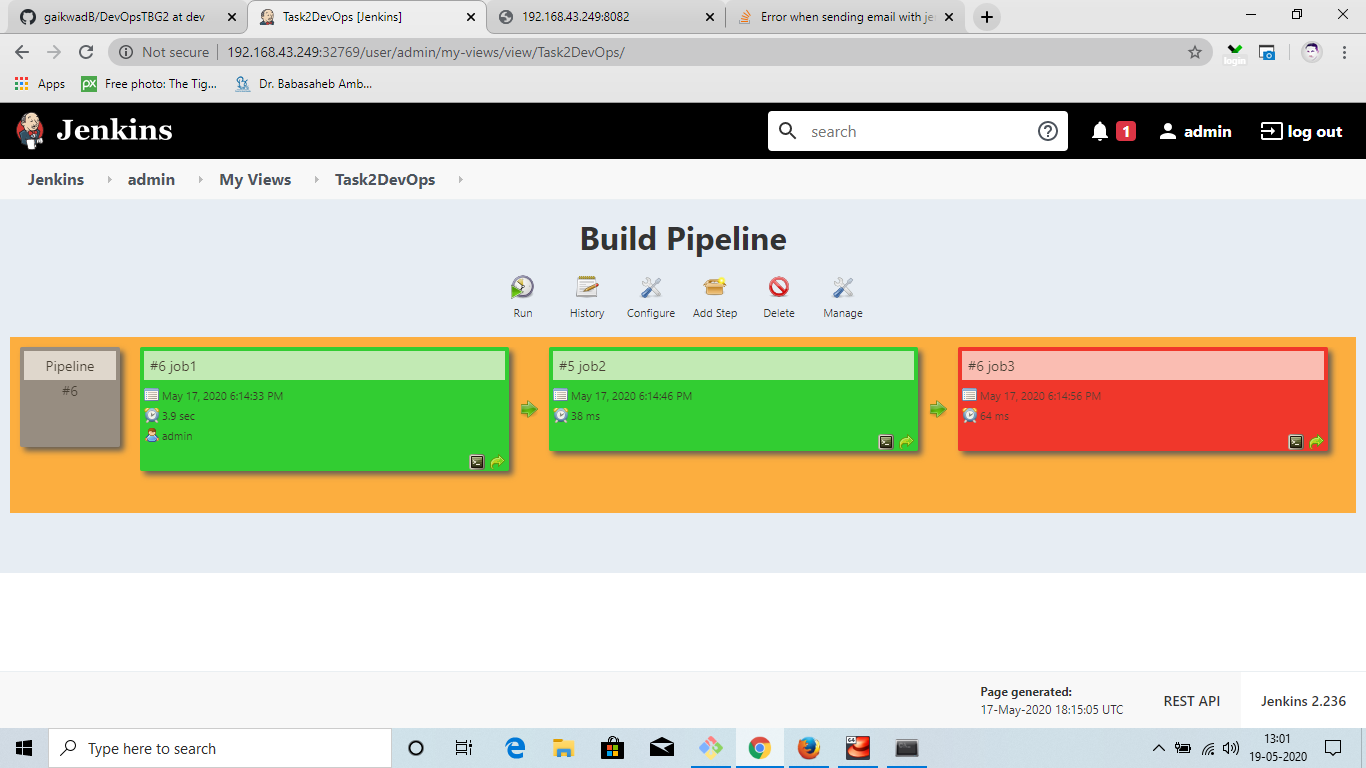 gaikwadB/DevOpsTBG2 at dev
Task2DevOps [Jenkins]
192.168.43.249:8082
Error when sending email with je
Not secure
192.168.43.249:32769/user/admin/my-views/view/Task2DevOps/
login
Apps
Free photo: The Tig...
Dr. Babasaheb Amb...
Jenkins
search
1
admin
log out
Jenkins
admin
My Views
Task2DevOps
Build Pipeline
Run
History
Configure
Add Step
Delete
Manage
Pipeline
#6
#6 job1
May 17, 2020 6:14:33 PM
3.9 sec
admin
#5 job2
May 17, 2020 6:14:46 PM
38 ms
#6 job3
May 17, 2020 6:14:56 PM
64 ms
Page generated:
17-May-2020 18:15:05 UTC
REST API
Jenkins 2.236
Type here to search
64
13:01
19-05-2020